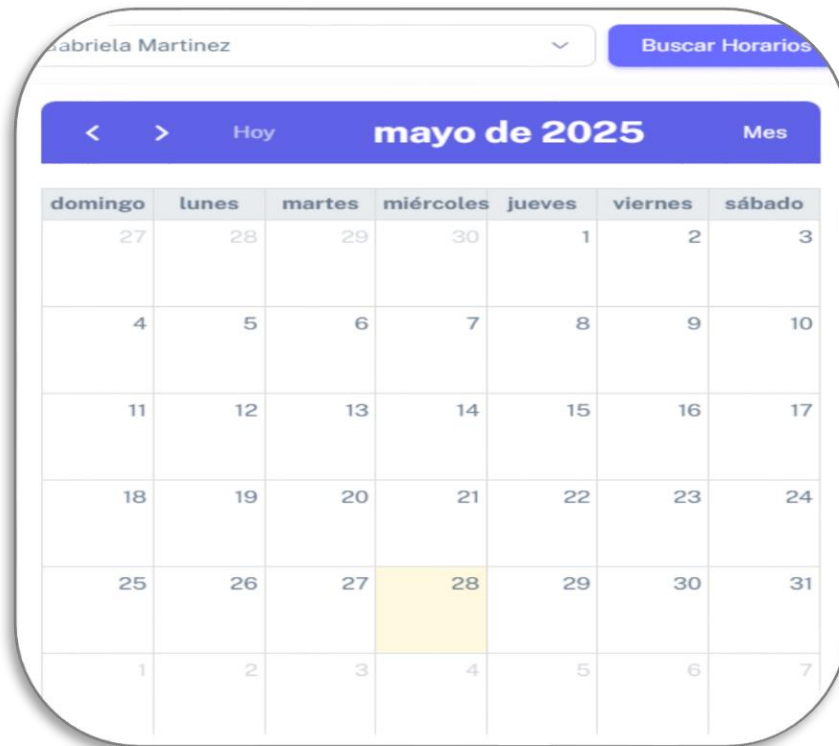 abriela Martinez Buscar Horarios
< > Hoy mayo de 2025 Mes
domingo lunes martes miércoles jueves viernes sábado
27 28 29 30 1 2 3
4 5 6 7 8 9 10
11 12 13 14 15 16 17
18 19 20 21 22 23 24
25 26 27 28 29 30 31
1 2 3 4 5 6 7